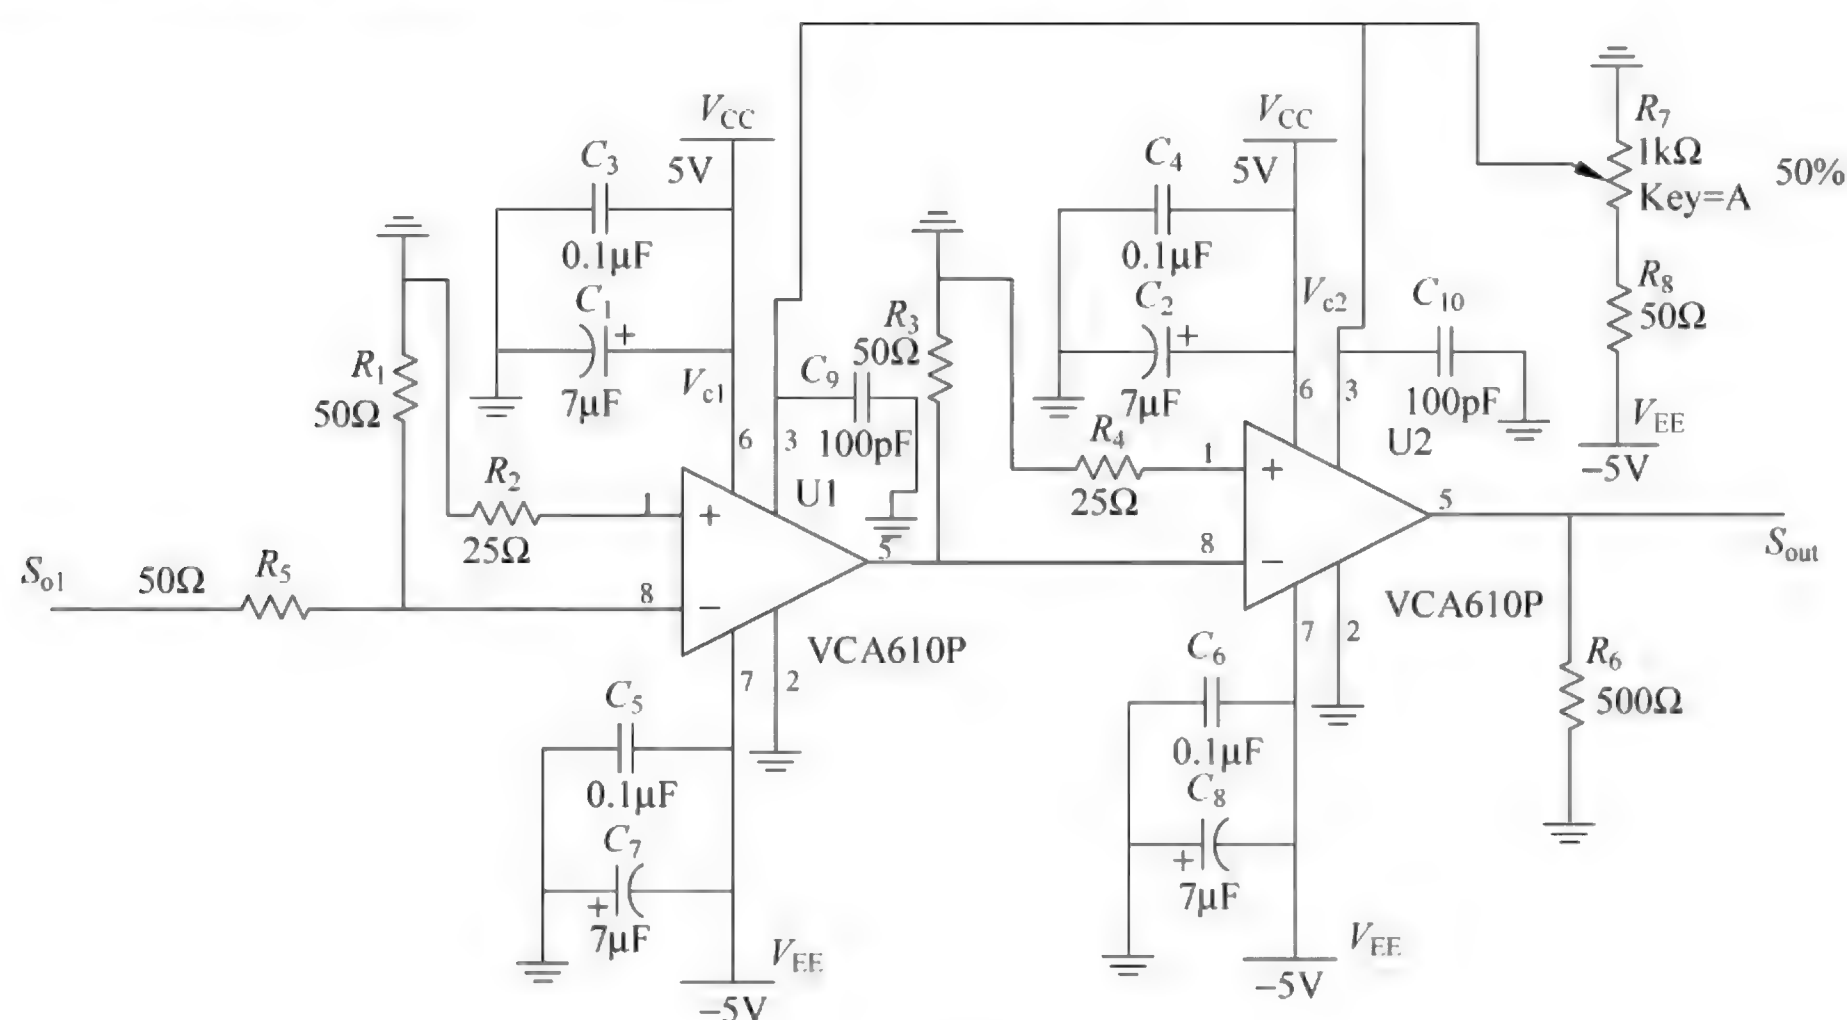 V_CC
5V
C_3
0.1μF
C_1
+
7μF
V_c1
R_1
50Ω
R_2
25Ω
6
3
C_9
100pF
U1
1
+
8
−
5
S_o1
50Ω
R_5
7
2
VCA610P
C_5
0.1μF
C_7
+
7μF
V_EE
−5V
R_3
50Ω
V_CC
5V
C_4
0.1μF
C_2
+
7μF
V_c2
6
3
C_10
100pF
U2
R_4
25Ω
1
+
8
−
5
S_out
7
2
VCA610P
C_6
0.1μF
C_8
+
7μF
V_EE
−5V
R_6
500Ω
R_7
1kΩ
Key=A
50%
R_8
50Ω
V_EE
−5V